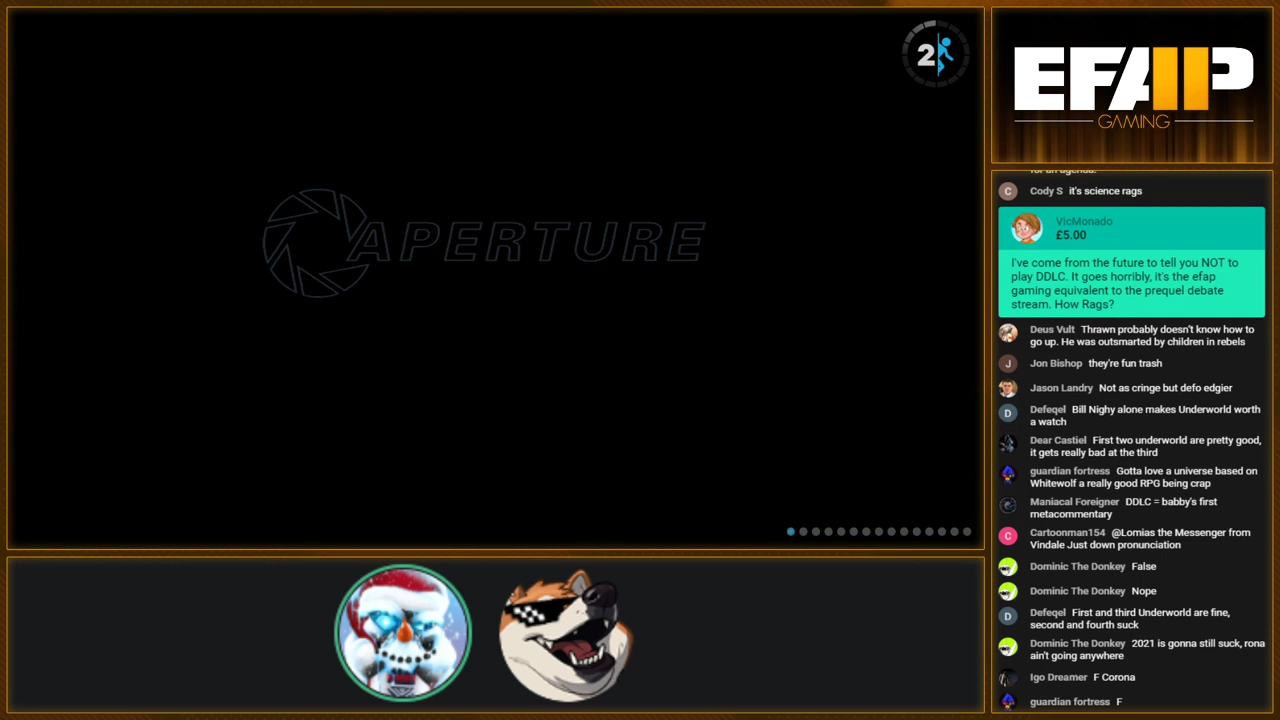 2
APERTURE
EFAP
GAMING
Cody S it's science rags
VicMonado
£5.00
I've come from the future to tell you NOT to
play DDLC. It goes horribly, it's the efap
gaming equivalent to the prequel debate
stream. How Rags?
Deus Vult Thrawn probably doesn't know how to
go up. He was outsmarted by children in rebels
J
Jon Bishop they're fun trash
Jason Landry Not as cringe but defo edgier
D
Defeqel Bill Nighy alone makes Underworld worth
a watch
Dear Castiel First two underworld are pretty good,
it gets really bad at the third
guardian fortress Gotta love a universe based on
Whitewolf a really good RPG being crap
Maniacal Foreigner DDLC = babby's first
metacommentary
C
Cartoonman154 @Lomias the Messenger from
Vindale Just down pronunciation
Dominic The Donkey False
Dominic The Donkey Nope
D
Defeqel First and third Underworld are fine,
second and fourth suck
Dominic The Donkey 2021 is gonna still suck, rona
ain't going anywhere
Igo Dreamer F Corona
guardian fortress F